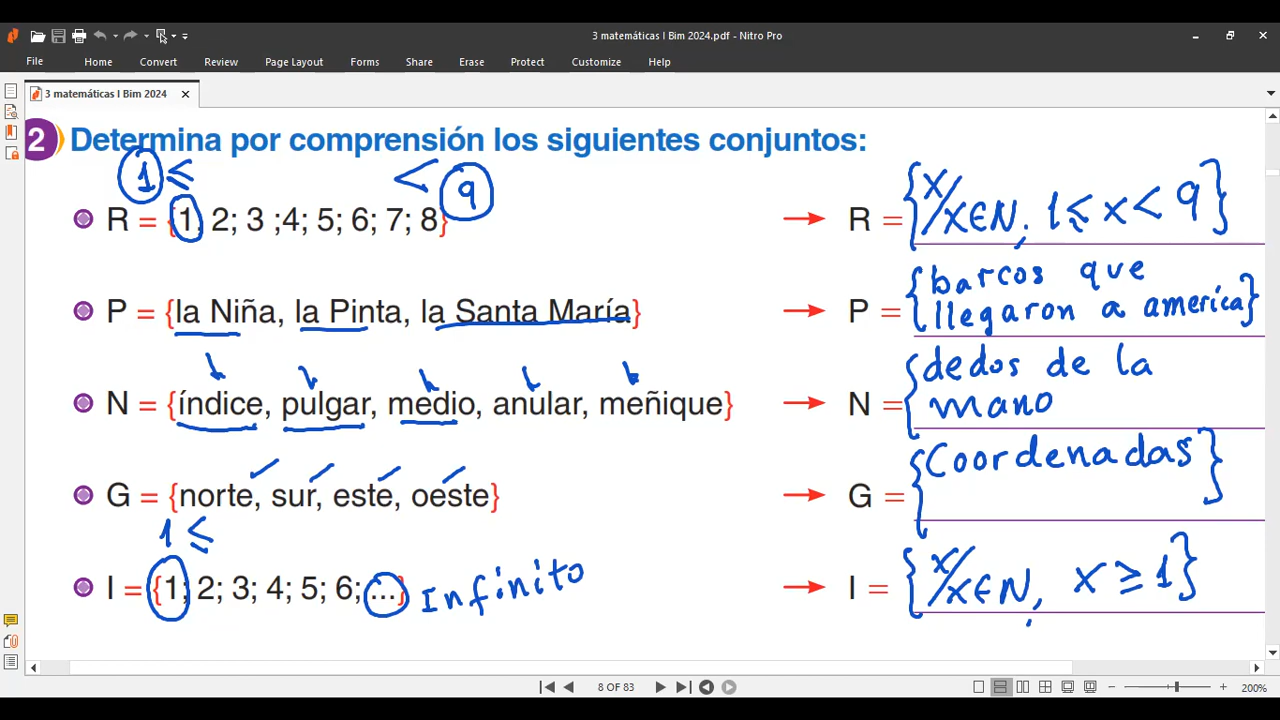 3 matemáticas I Bim 2024.pdf - Nitro Pro
File Home Convert Review Page Layout Forms Share Erase Protect Customize Help
3 matemáticas I Bim 2024
2 Determina por comprensión los siguientes conjuntos:
1 ≤ < 9
R = {1, 2; 3 ;4; 5; 6; 7; 8} → R = {x/x∈N; 1 ≤ x < 9}
P = {la Niña, la Pinta, la Santa María} → P = {barcos que
llegaron a america}
N = {índice, pulgar, medio, anular, meñique} → N = {dedos de la
mano
G = {norte, sur, este, oeste} → G = {Coordenadas}
1 ≤
I = {1; 2; 3; 4; 5; 6; ...} Infinito → I = {x/x∈N; x ≥ 1}
8 OF 83
200%